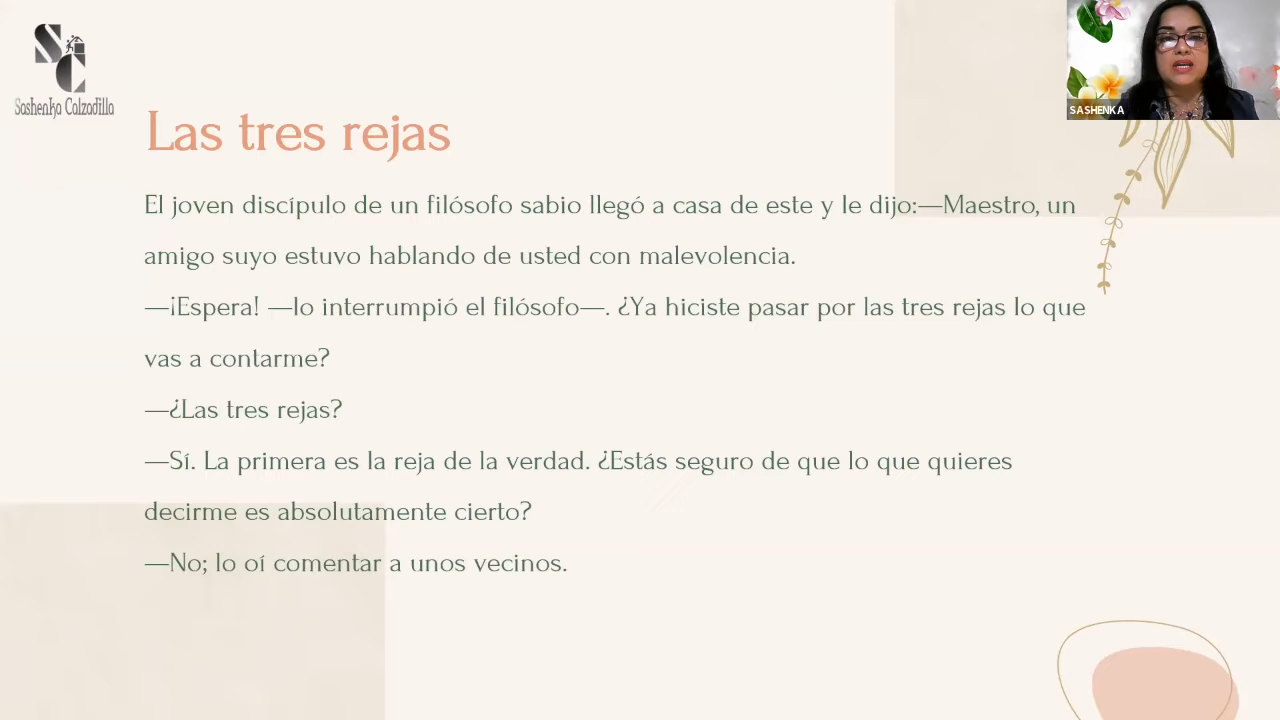 SC
Sashenka Calzadilla
SASHENKA
Las tres rejas
El joven discípulo de un filósofo sabio llegó a casa de este y le dijo:—Maestro, un
amigo suyo estuvo hablando de usted con malevolencia.
—¡Espera! —lo interrumpió el filósofo—. ¿Ya hiciste pasar por las tres rejas lo que
vas a contarme?
—¿Las tres rejas?
—Sí. La primera es la reja de la verdad. ¿Estás seguro de que lo que quieres
decirme es absolutamente cierto?
—No; lo oí comentar a unos vecinos.